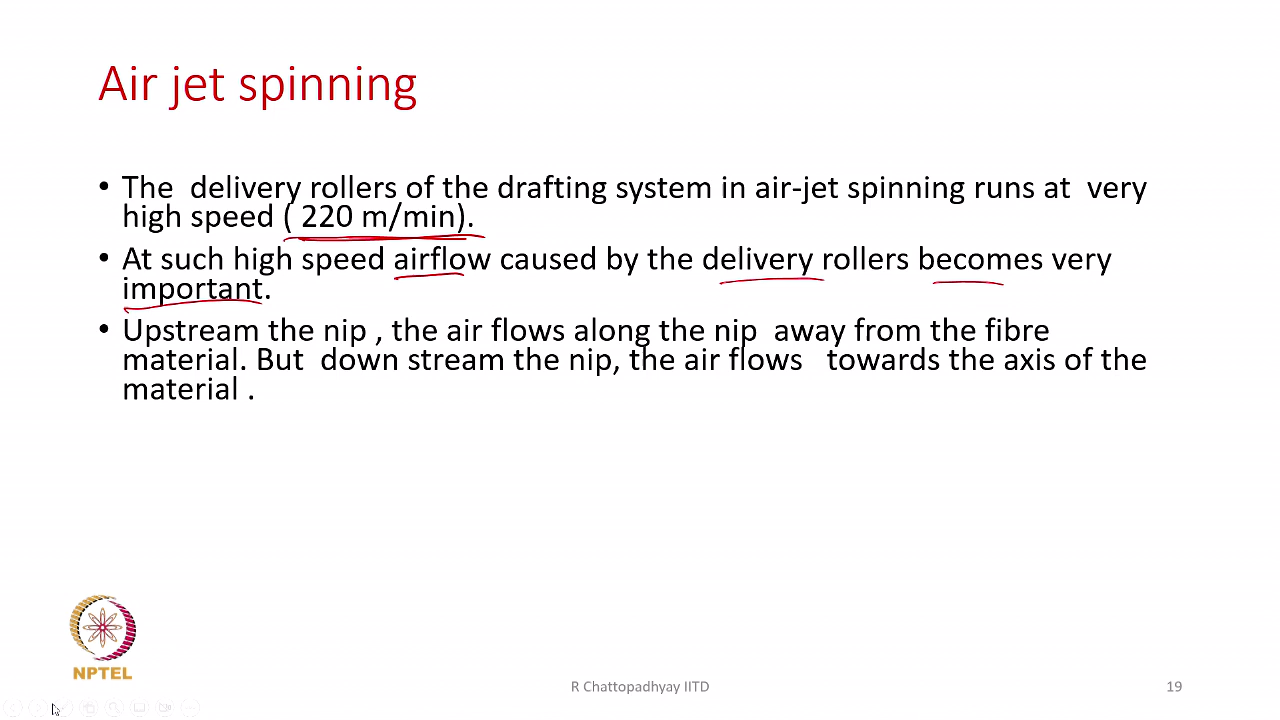 Air jet spinning
• The delivery rollers of the drafting system in air-jet spinning runs at very
high speed ( 220 m/min).
• At such high speed airflow caused by the delivery rollers becomes very
important.
• Upstream the nip , the air flows along the nip away from the fibre
material. But down stream the nip, the air flows towards the axis of the
material .
NPTEL
R Chattopadhyay IITD
19